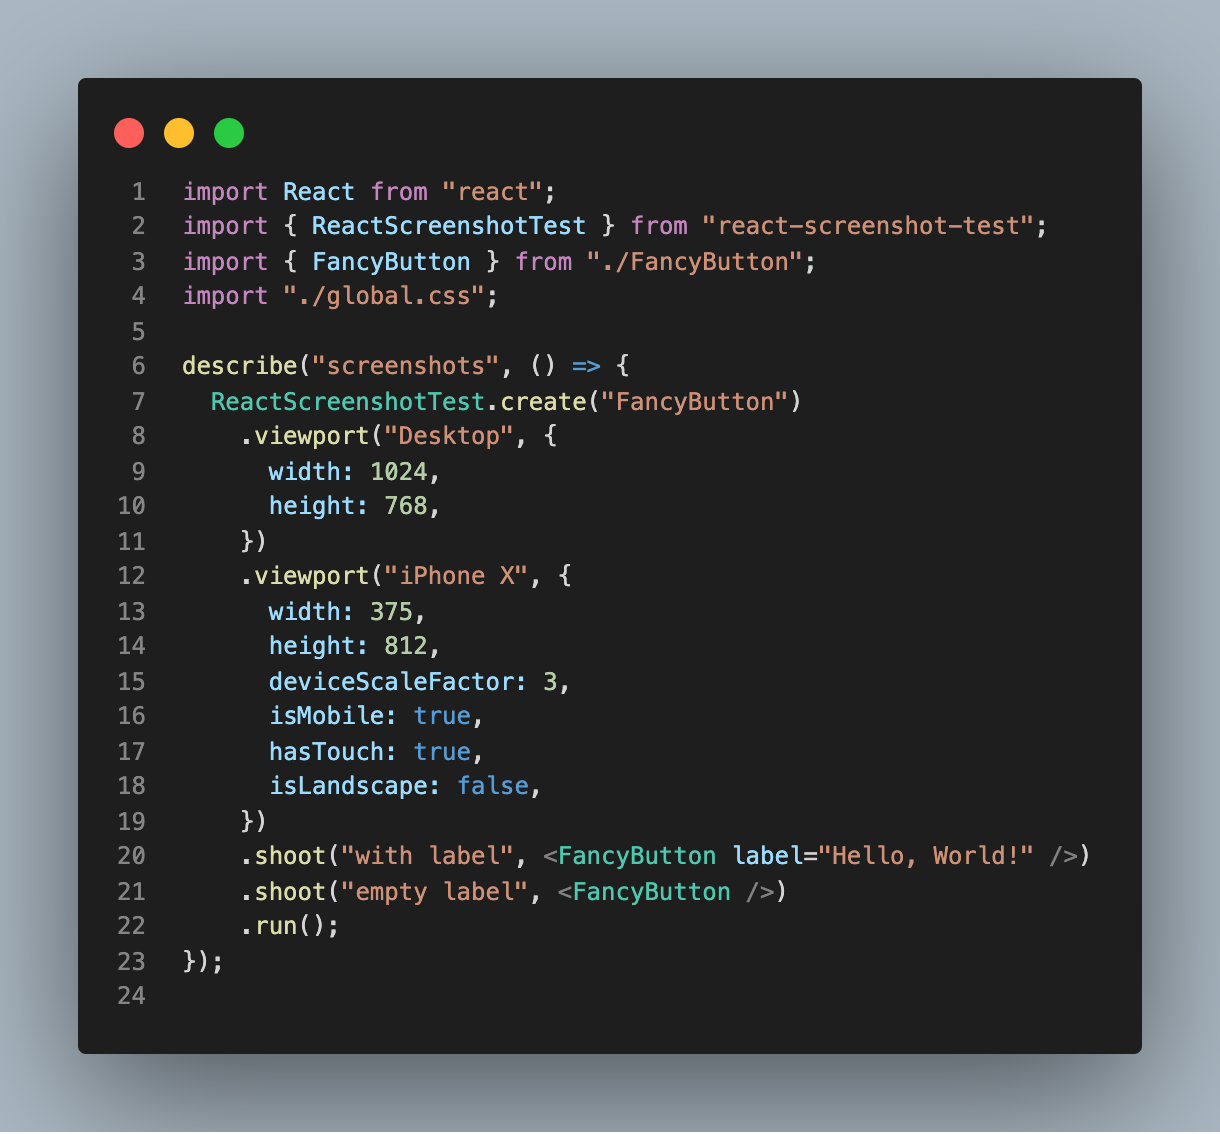 1 import React from "react";
2 import { ReactScreenshotTest } from "react-screenshot-test";
3 import { FancyButton } from "./FancyButton";
4 import "./global.css";
5
6 describe("screenshots", () => {
7   ReactScreenshotTest.create("FancyButton")
8     .viewport("Desktop", {
9       width: 1024,
10       height: 768,
11     })
12     .viewport("iPhone X", {
13       width: 375,
14       height: 812,
15       deviceScaleFactor: 3,
16       isMobile: true,
17       hasTouch: true,
18       isLandscape: false,
19     })
20     .shoot("with label", <FancyButton label="Hello, World!" />)
21     .shoot("empty label", <FancyButton />)
22     .run();
23 });
24